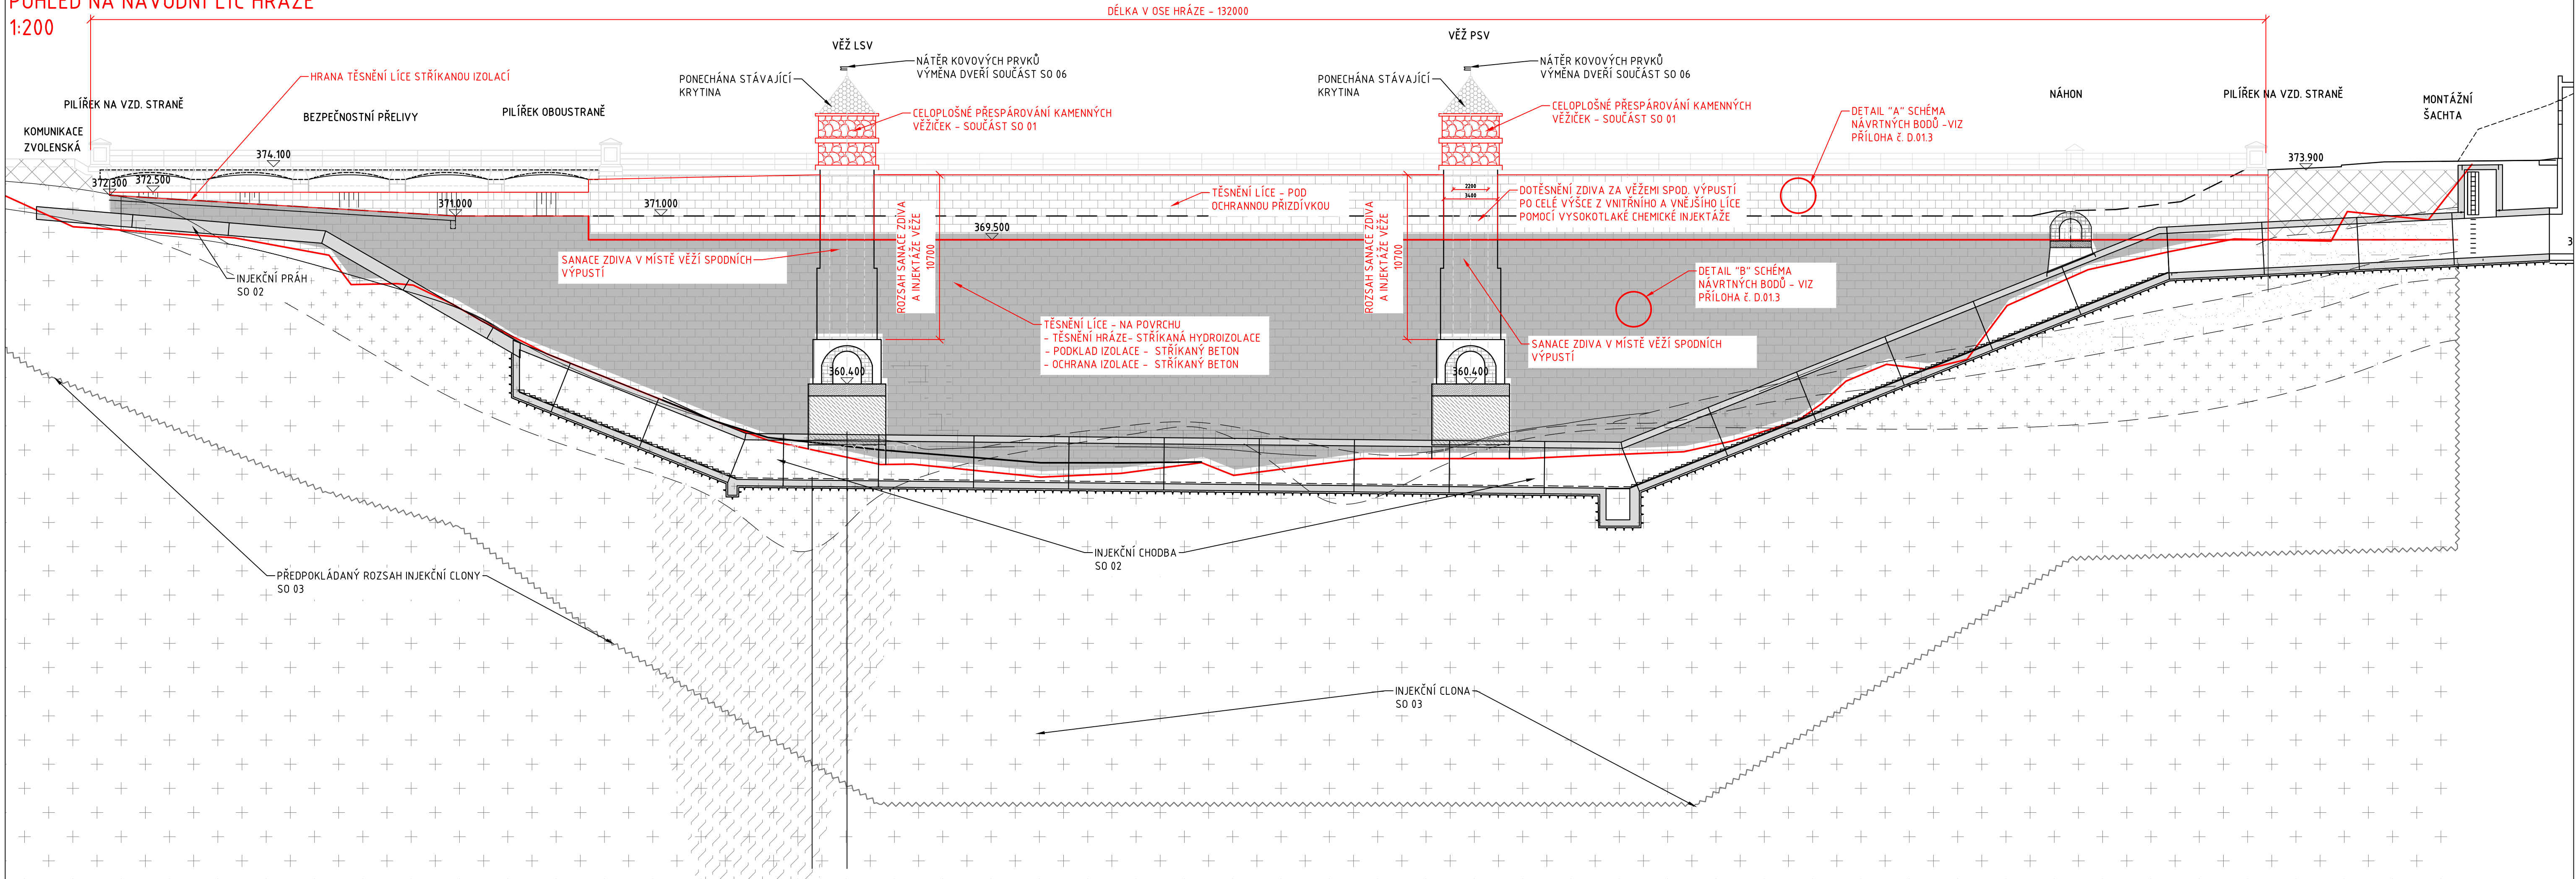 POHLED NA NÁVODNÍ LÍC HRÁZE
1:200
DÉLKA V OSE HRÁZE – 132000
VĚŽ LSV
VĚŽ PSV
NÁTĚR KOVOVÝCH PRVKŮ
VÝMĚNA DVEŘÍ SOUČÁST SO 06
NÁTĚR KOVOVÝCH PRVKŮ
VÝMĚNA DVEŘÍ SOUČÁST SO 06
HRANA TĚSNĚNÍ LÍCE STŘÍKANOU IZOLACÍ
PONECHÁNA STÁVAJÍCÍ
KRYTINA
PONECHÁNA STÁVAJÍCÍ
KRYTINA
PILÍŘEK NA VZD. STRANĚ
BEZPEČNOSTNÍ PŘELIVY
PILÍŘEK OBOUSTRANĚ
CELOPLOŠNÉ PŘESPÁROVÁNÍ KAMENNÝCH
VĚŽIČEK – SOUČÁST SO 01
CELOPLOŠNÉ PŘESPÁROVÁNÍ KAMENNÝCH
VĚŽIČEK – SOUČÁST SO 01
DETAIL "A" SCHÉMA
NÁVRTNÝCH BODŮ –VIZ
PŘÍLOHA č. D.01.3
NÁHON
PILÍŘEK NA VZD. STRANĚ
MONTÁŽNÍ
ŠACHTA
KOMUNIKACE
ZVOLENSKÁ
374.100
373.900
372.300
372.500
371.000
371.000
369.500
TĚSNĚNÍ LÍCE – POD
OCHRANNOU PŘIZDÍVKOU
2200
3400
DOTĚSNĚNÍ ZDIVA ZA VĚŽEMI SPOD. VÝPUSTÍ
PO CELÉ VÝŠCE Z VNITŘNÍHO A VNĚJŠÍHO LÍCE
POMOCÍ VYSOKOTLAKÉ CHEMICKÉ INJEKTÁŽE
ROZSAH SANACE ZDIVA
A INJEKTÁŽE VĚŽE
10700
ROZSAH SANACE ZDIVA
A INJEKTÁŽE VĚŽE
10700
SANACE ZDIVA V MÍSTĚ VĚŽÍ SPODNÍCH
VÝPUSTÍ
INJEKČNÍ PRÁH
SO 02
DETAIL "B" SCHÉMA
NÁVRTNÝCH BODŮ – VIZ
PŘÍLOHA č. D.01.3
TĚSNĚNÍ LÍCE – NA POVRCHU
– TĚSNĚNÍ HRÁZE– STŘÍKANÁ HYDROIZOLACE
– PODKLAD IZOLACE – STŘÍKANÝ BETON
– OCHRANA IZOLACE – STŘÍKANÝ BETON
SANACE ZDIVA V MÍSTĚ VĚŽÍ SPODNÍCH
VÝPUSTÍ
360.400
360.400
INJEKČNÍ CHODBA
SO 02
PŘEDPOKLÁDANÝ ROZSAH INJEKČNÍ CLONY
SO 03
INJEKČNÍ CLONA
SO 03